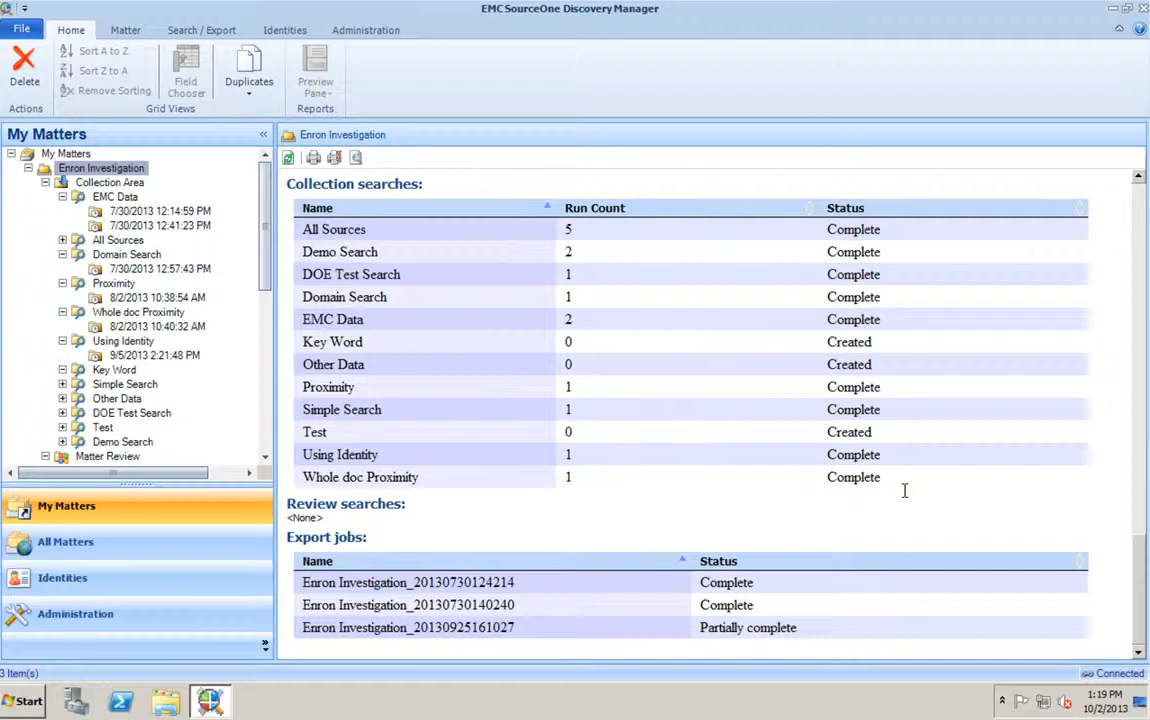 EMC SourceOne Discovery Manager
File Home Matter Search / Export Identities Administration
Delete
Sort A to Z
Sort Z to A
Remove Sorting
Field Chooser
Duplicates
Preview Pane
Actions Grid Views Reports
My Matters «
My Matters
Enron Investigation
Collection Area
EMC Data
7/30/2013 12:14:59 PM
7/30/2013 12:41:23 PM
All Sources
Domain Search
7/30/2013 12:57:43 PM
Proximity
8/2/2013 10:38:54 AM
Whole doc Proximity
8/2/2013 10:40:32 AM
Using Identity
9/5/2013 2:21:48 PM
Key Word
Simple Search
Other Data
DOE Test Search
Test
Demo Search
Matter Review
My Matters
All Matters
Identities
Administration
Enron Investigation
Collection searches:
Name Run Count Status
All Sources 5 Complete
Demo Search 2 Complete
DOE Test Search 1 Complete
Domain Search 1 Complete
EMC Data 2 Complete
Key Word 0 Created
Other Data 0 Created
Proximity 1 Complete
Simple Search 1 Complete
Test 0 Created
Using Identity 1 Complete
Whole doc Proximity 1 Complete
Review searches:
<None>
Export jobs:
Name Status
Enron Investigation_20130730124214 Complete
Enron Investigation_20130730140240 Complete
Enron Investigation_20130925161027 Partially complete
3 Item(s) Connected
Start
1:19 PM
10/2/2013